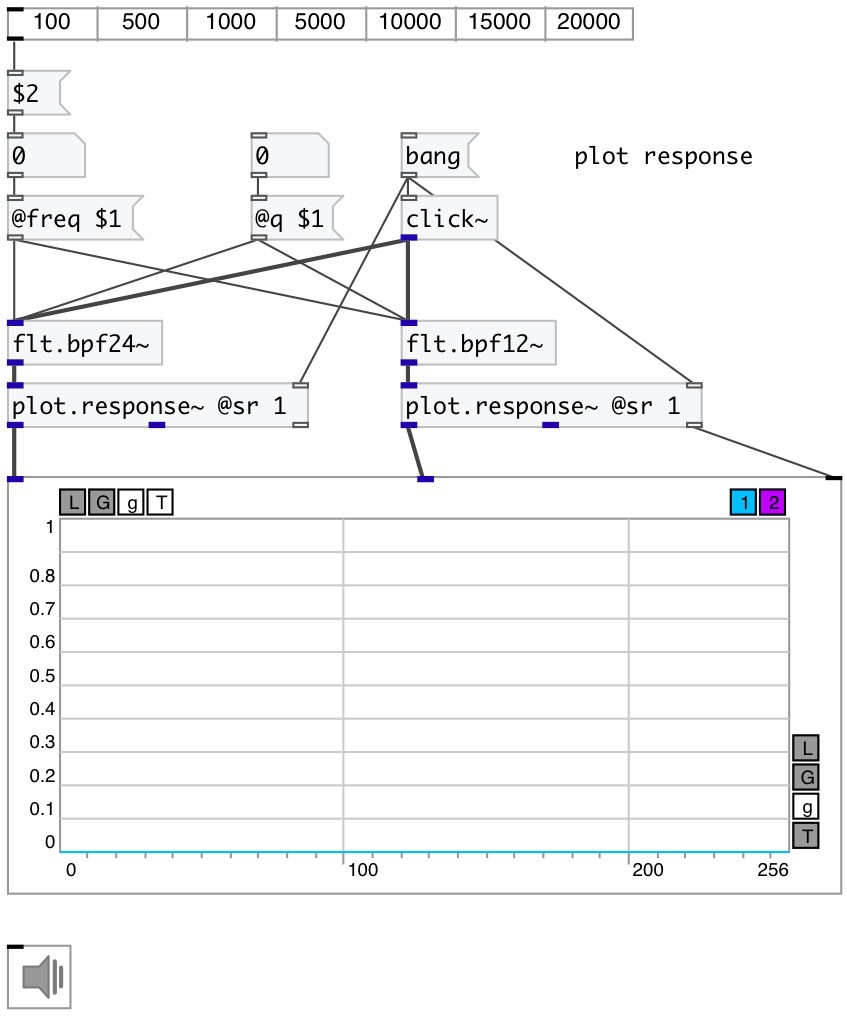 100 500 1000 5000 10000 15000 20000
$2
0 0 bang plot response
@freq $1 @q $1 click~
flt.bpf24~ flt.bpf12~
plot.response~ @sr 1 plot.response~ @sr 1
L G g T 1 2
1
0.8
0.7
0.6
0.5
0.4
0.3 L
0.2 G
0.1 g
0 T
0 100 200 256